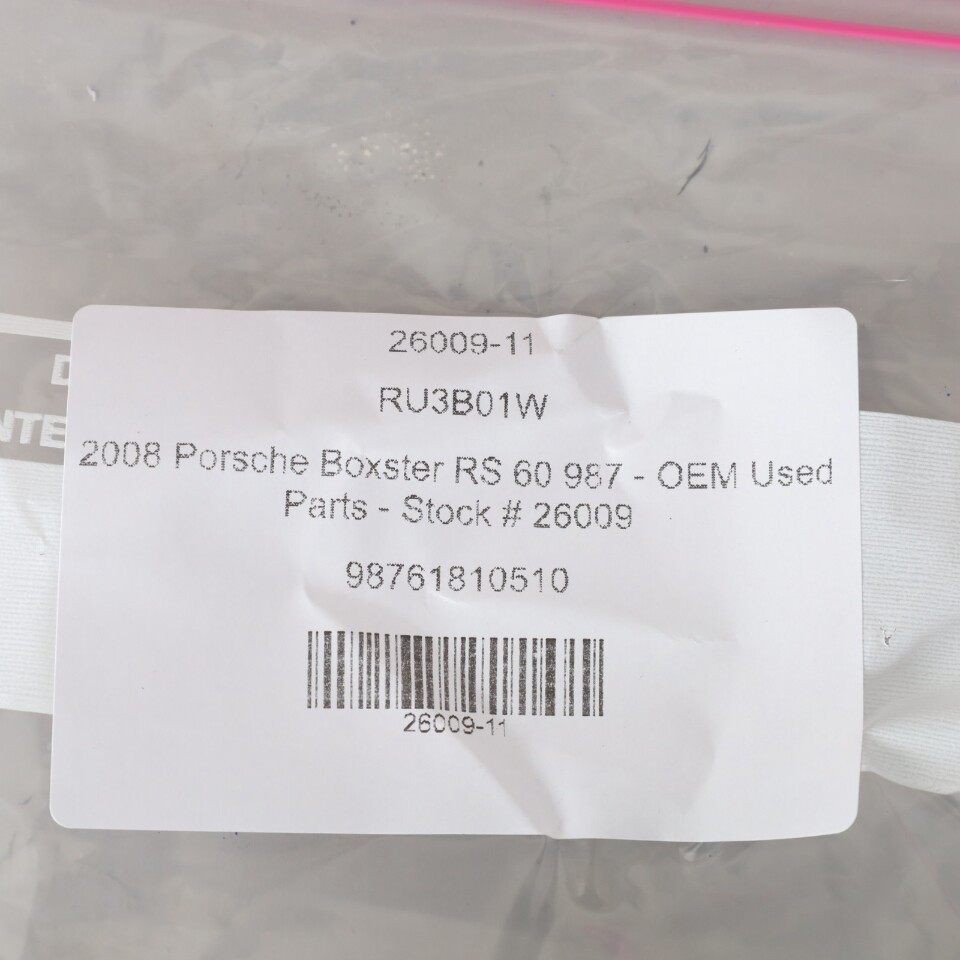 26009-11
RU3B01W
2008 Porsche Boxster RS 60 987 - OEM Used
Parts - Stock # 26009
98761810510
26009-11